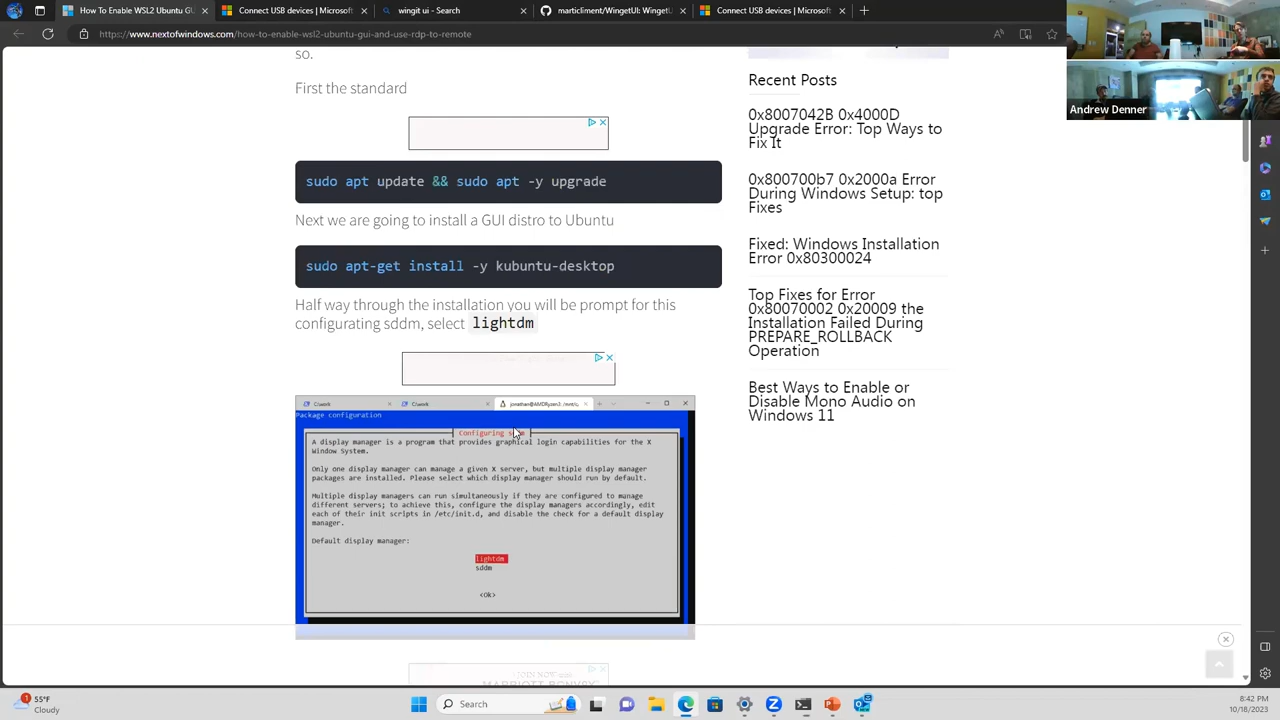 How To Enable WSL2 Ubuntu GU
Connect USB devices | Microsoft
wingit ui - Search
marticliment/WingetUI: WingetU
Connect USB devices | Microsoft
https://www.nextofwindows.com/how-to-enable-wsl2-ubuntu-gui-and-use-rdp-to-remote
so.
First the standard
sudo apt update && sudo apt -y upgrade
Next we are going to install a GUI distro to Ubuntu
sudo apt-get install -y kubuntu-desktop
Half way through the installation you will be prompt for this
configurating sddm, select lightdm
C:\work
C:\work
jonathan@AMDRyzen3: /mnt/c
Package configuration
Configuring
A display manager is a program that provides graphical login capabilities for the X
Window System.
Only one display manager can manage a given X server, but multiple display manager
packages are installed. Please select which display manager should run by default.
Multiple display managers can run simultaneously if they are configured to manage
different servers; to achieve this, configure the display managers accordingly, edit
each of their init scripts in /etc/init.d, and disable the check for a default display
manager.
Default display manager:
lightdm
sddm
<Ok>
Recent Posts
0x8007042B 0x4000D
Upgrade Error: Top Ways to
Fix It
0x800700b7 0x2000a Error
During Windows Setup: top
Fixes
Fixed: Windows Installation
Error 0x80300024
Top Fixes for Error
0x80070002 0x20009 the
Installation Failed During
PREPARE_ROLLBACK
Operation
Best Ways to Enable or
Disable Mono Audio on
Windows 11
Andrew Denner
1
55°F
Cloudy
Search
8:42 PM
10/18/2023